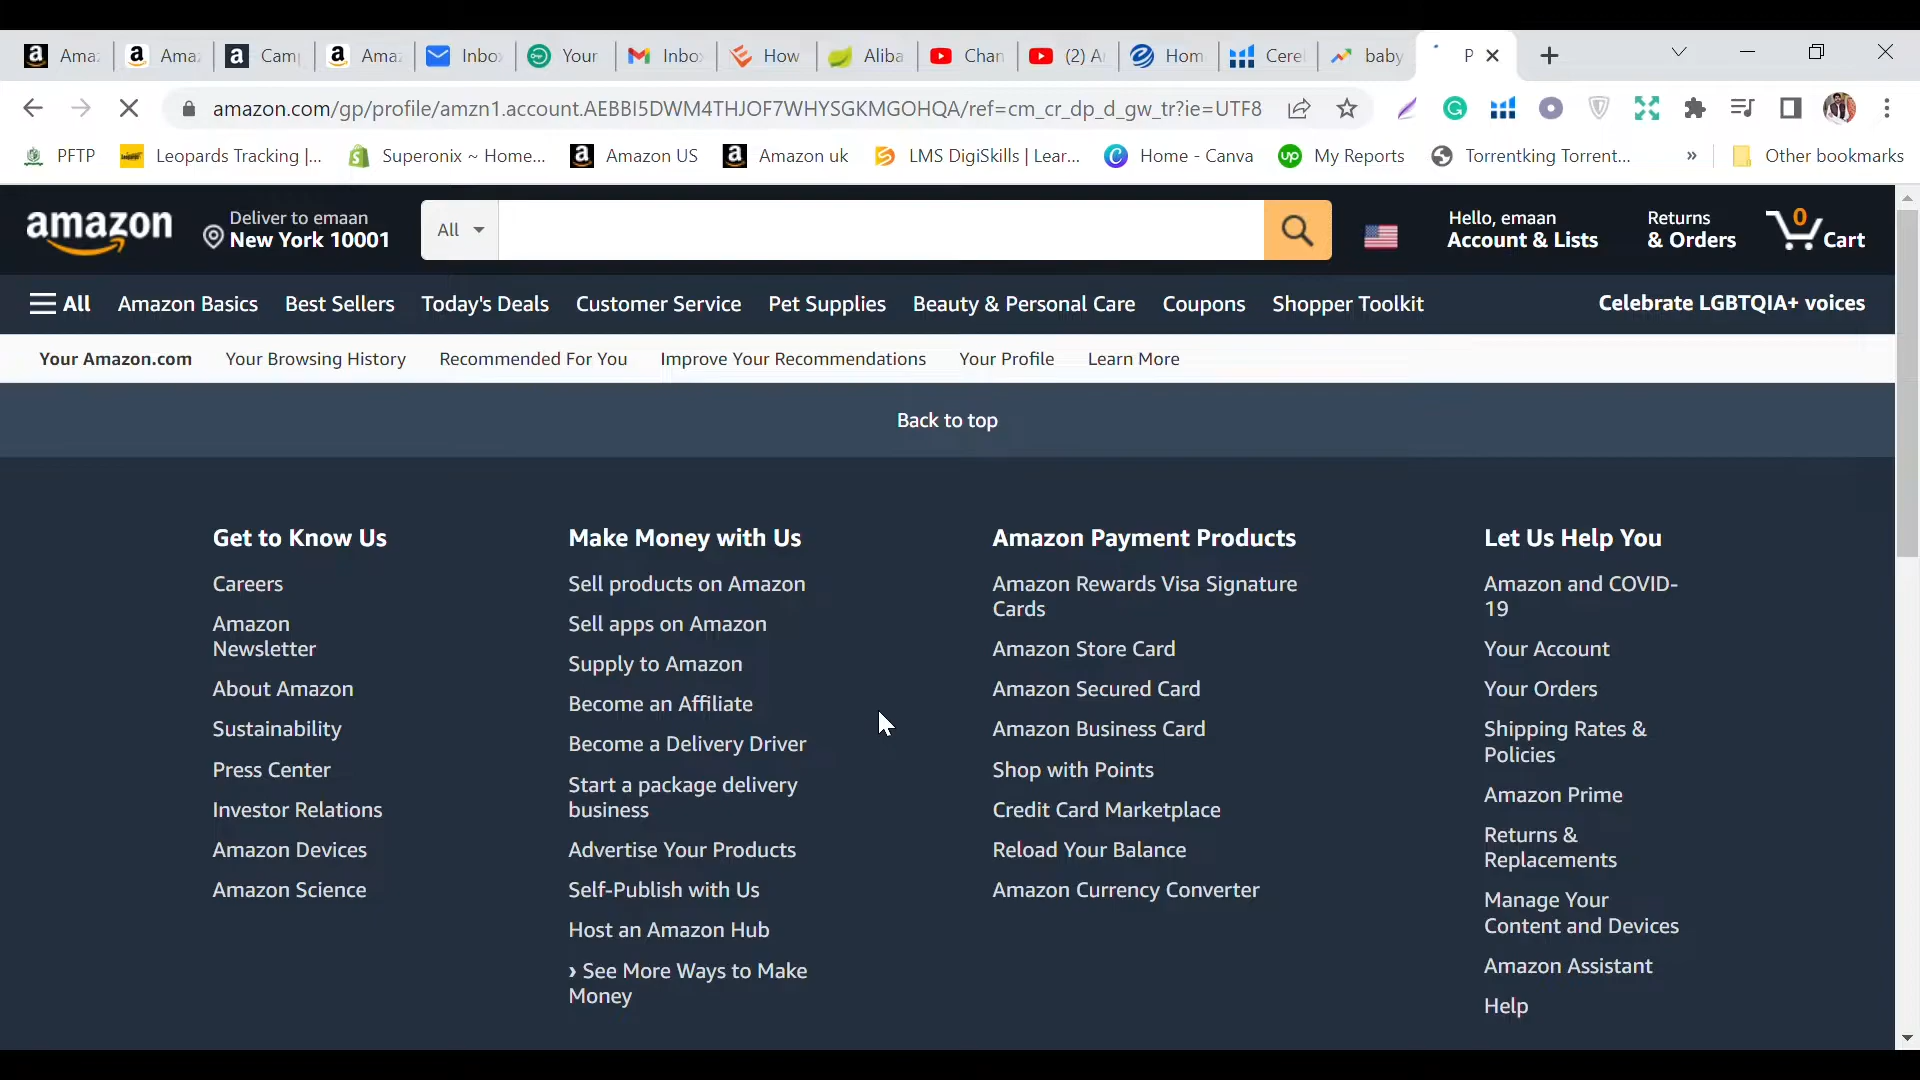 Ama Ama Cam Ama Inbo Your Inbo How Aliba Chan (2) A Hom Cere baby P
amazon.com/gp/profile/amzn1.account.AEBBI5DWM4THJOF7WHYSGKMGOHQA/ref=cm_cr_dp_d_gw_tr?ie=UTF8
PFTP Leopards Tracking |... Superonix ~ Home... Amazon US Amazon uk LMS DigiSkills | Lear... Home - Canva My Reports Torrentking Torrent... » Other bookmarks
amazon
Deliver to emaan
New York 10001
All
Hello, emaan
Account & Lists
Returns
& Orders
0
Cart
All Amazon Basics Best Sellers Today's Deals Customer Service Pet Supplies Beauty & Personal Care Coupons Shopper Toolkit Celebrate LGBTQIA+ voices
Your Amazon.com Your Browsing History Recommended For You Improve Your Recommendations Your Profile Learn More
Back to top
Get to Know Us
Careers
Amazon
Newsletter
About Amazon
Sustainability
Press Center
Investor Relations
Amazon Devices
Amazon Science
Make Money with Us
Sell products on Amazon
Sell apps on Amazon
Supply to Amazon
Become an Affiliate
Become a Delivery Driver
Start a package delivery
business
Advertise Your Products
Self-Publish with Us
Host an Amazon Hub
› See More Ways to Make
Money
Amazon Payment Products
Amazon Rewards Visa Signature
Cards
Amazon Store Card
Amazon Secured Card
Amazon Business Card
Shop with Points
Credit Card Marketplace
Reload Your Balance
Amazon Currency Converter
Let Us Help You
Amazon and COVID-
19
Your Account
Your Orders
Shipping Rates &
Policies
Amazon Prime
Returns &
Replacements
Manage Your
Content and Devices
Amazon Assistant
Help